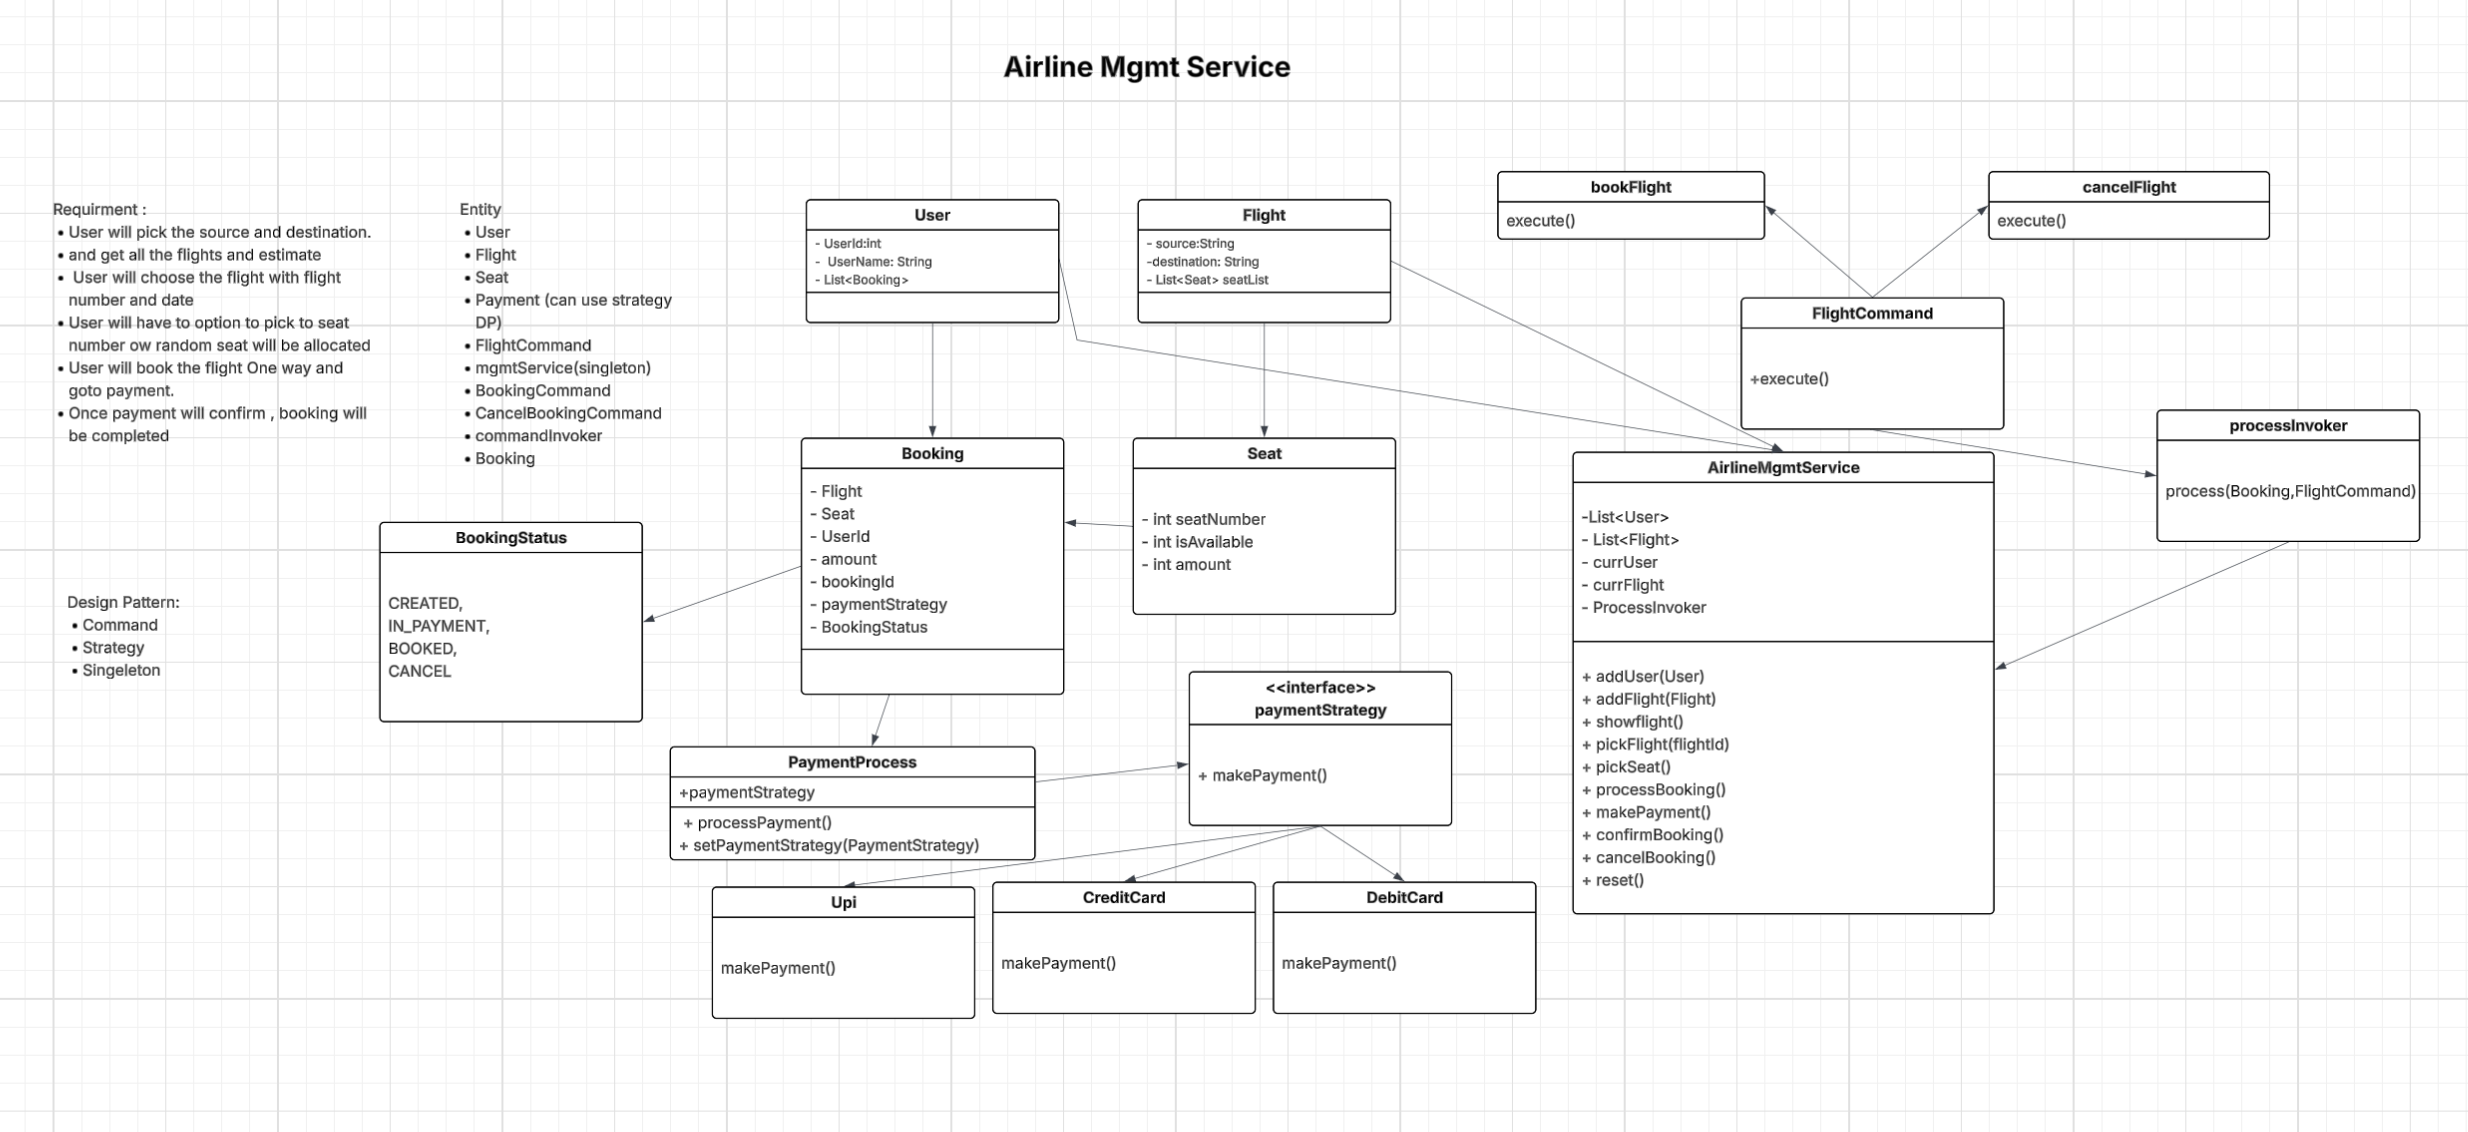 Airline Mgmt Service
Requirment :
• User will pick the source and destination.
• and get all the flights and estimate
• User will choose the flight with flight
number and date
• User will have to option to pick to seat
number ow random seat will be allocated
• User will book the flight One way and
goto payment.
• Once payment will confirm , booking will
be completed
Entity
• User
• Flight
• Seat
• Payment (can use strategy
DP)
• FlightCommand
• mgmtService(singleton)
• BookingCommand
• CancelBookingCommand
• commandInvoker
• Booking
Design Pattern:
• Command
• Strategy
• Singeleton
User
- UserId:int
- UserName: String
- List<Booking>
Flight
- source:String
-destination: String
- List<Seat> seatList
bookFlight
execute()
cancelFlight
execute()
FlightCommand
+execute()
processInvoker
process(Booking,FlightCommand)
BookingStatus
CREATED,
IN_PAYMENT,
BOOKED,
CANCEL
Booking
- Flight
- Seat
- UserId
- amount
- bookingId
- paymentStrategy
- BookingStatus
Seat
- int seatNumber
- int isAvailable
- int amount
AirlineMgmtService
-List<User>
- List<Flight>
- currUser
- currFlight
- ProcessInvoker
+ addUser(User)
+ addFlight(Flight)
+ showflight()
+ pickFlight(flightId)
+ pickSeat()
+ processBooking()
+ makePayment()
+ confirmBooking()
+ cancelBooking()
+ reset()
PaymentProcess
+paymentStrategy
+ processPayment()
+ setPaymentStrategy(PaymentStrategy)
<<interface>>
paymentStrategy
+ makePayment()
Upi
makePayment()
CreditCard
makePayment()
DebitCard
makePayment()